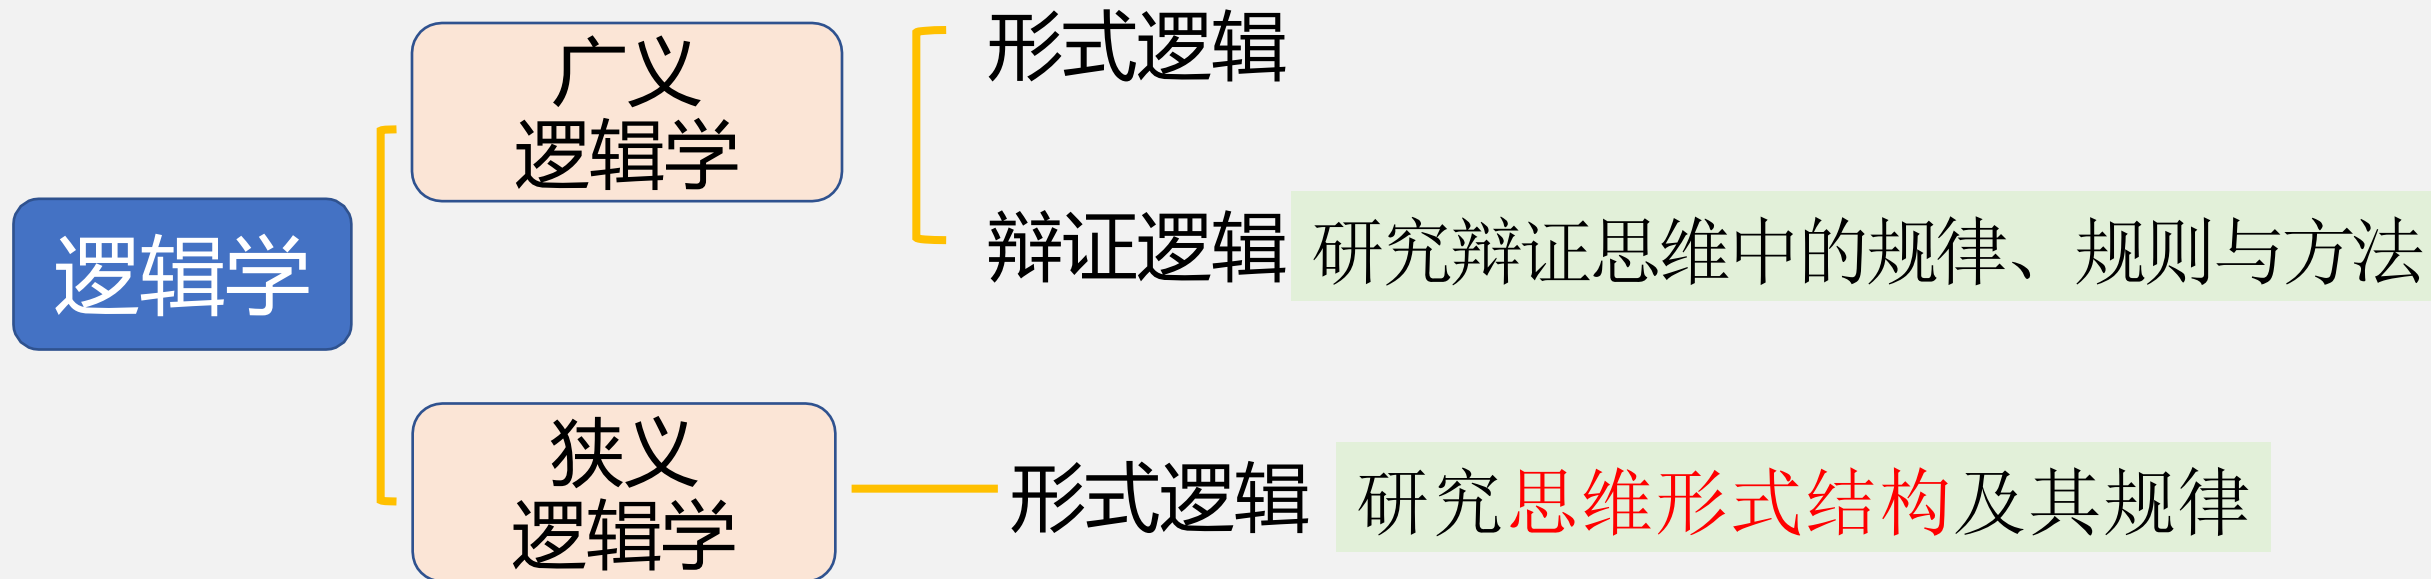 逻辑学
广义
逻辑学
形式逻辑
辩证逻辑 研究辩证思维中的规律、规则与方法
狭义
逻辑学
形式逻辑 研究思维形式结构及其规律